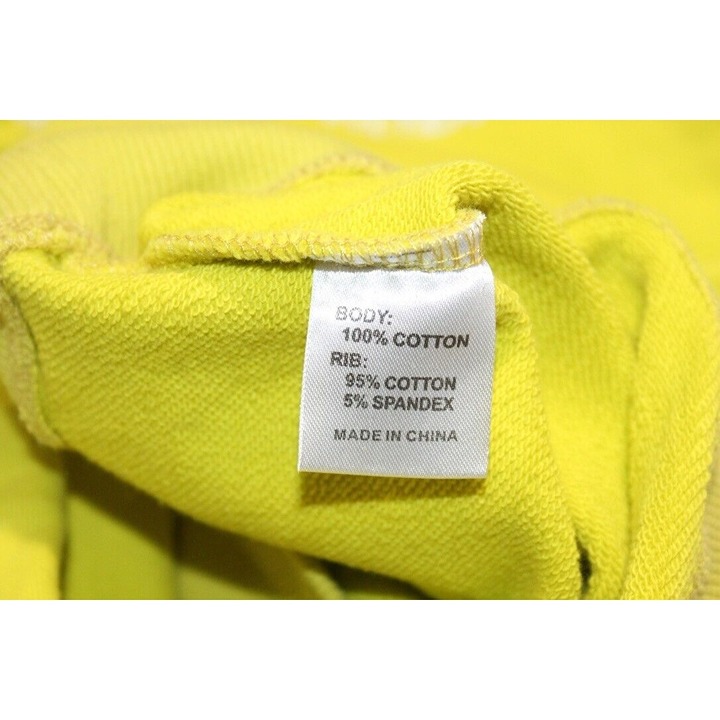 BODY:
100% COTTON
RIB:
95% COTTON
5% SPANDEX
MADE IN CHINA